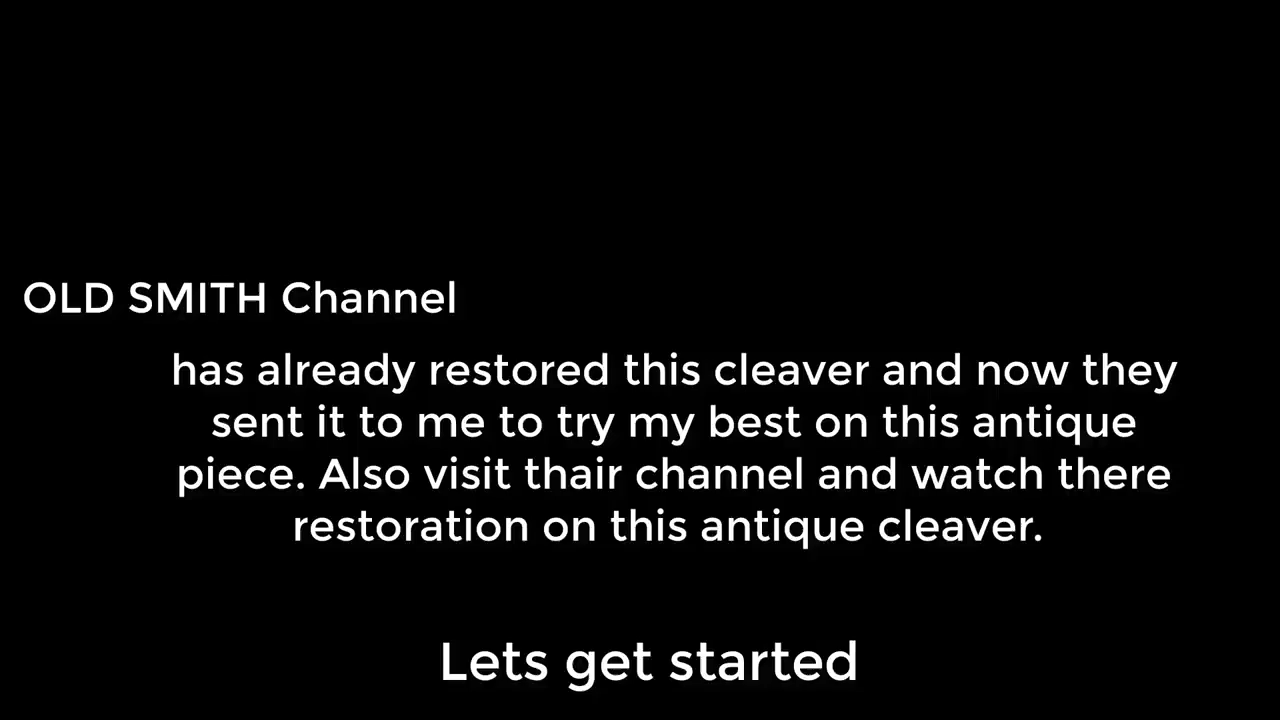 OLD SMITH Channel
has already restored this cleaver and now they
sent it to me to try my best on this antique
piece. Also visit thair channel and watch there
restoration on this antique cleaver.
Lets get started